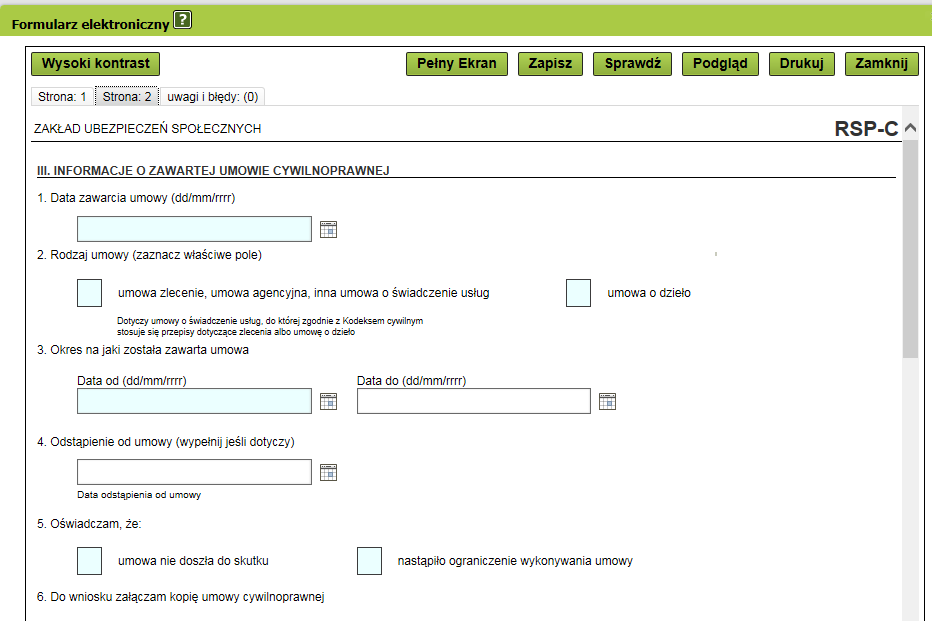 Formularz elektroniczny ?
Wysoki kontrast Pełny Ekran Zapisz Sprawdź Podgląd Drukuj Zamknij
Strona: 1 Strona: 2 uwagi i błędy: (0)
ZAKŁAD UBEZPIECZEŃ SPOŁECZNYCH RSP-C
III. INFORMACJE O ZAWARTEJ UMOWIE CYWILNOPRAWNEJ
1. Data zawarcia umowy (dd/mm/rrrr)
2. Rodzaj umowy (zaznacz właściwe pole)
umowa zlecenie, umowa agencyjna, inna umowa o świadczenie usług umowa o dzieło
Dotyczy umowy o świadczenie usług, do której zgodnie z Kodeksem cywilnym
stosuje się przepisy dotyczące zlecenia albo umowę o dzieło
3. Okres na jaki została zawarta umowa
Data od (dd/mm/rrrr) Data do (dd/mm/rrrr)
4. Odstąpienie od umowy (wypełnij jeśli dotyczy)
Data odstąpienia od umowy
5. Oświadczam, że:
umowa nie doszła do skutku nastąpiło ograniczenie wykonywania umowy
6. Do wniosku załączam kopię umowy cywilnoprawnej